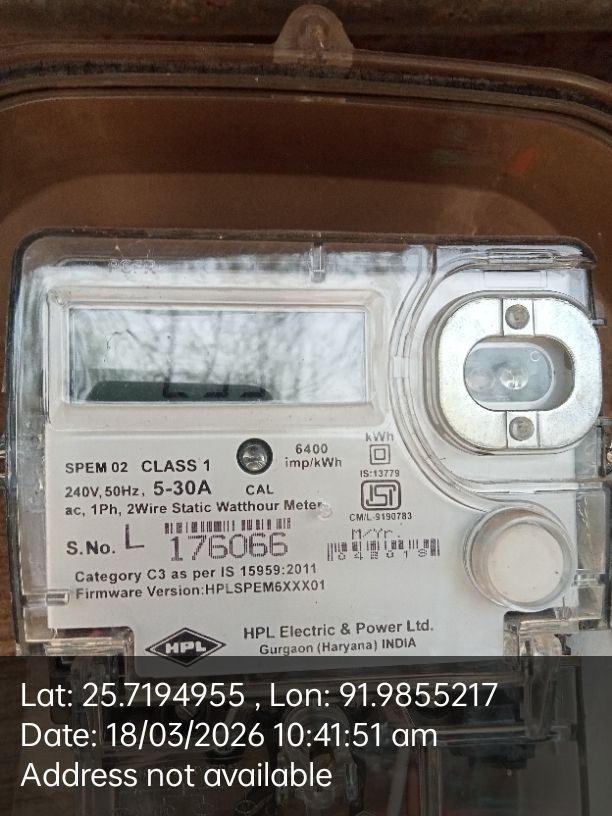 kWh
6400
imp/kWh
SPEM 02 CLASS 1
IS:13779
240V, 50Hz, 5-30A CAL
ISI
ac, 1Ph, 2Wire Static Watthour Meter
CM/L-9190783
S.No. L 176066
M/Yr.
042018
Category C3 as per IS 15959:2011
Firmware Version:HPLSPEM6XXX01
HPL
HPL Electric & Power Ltd.
Gurgaon (Haryana) INDIA
Lat: 25.7194955 , Lon: 91.9855217
Date: 18/03/2026 10:41:51 am
Address not available